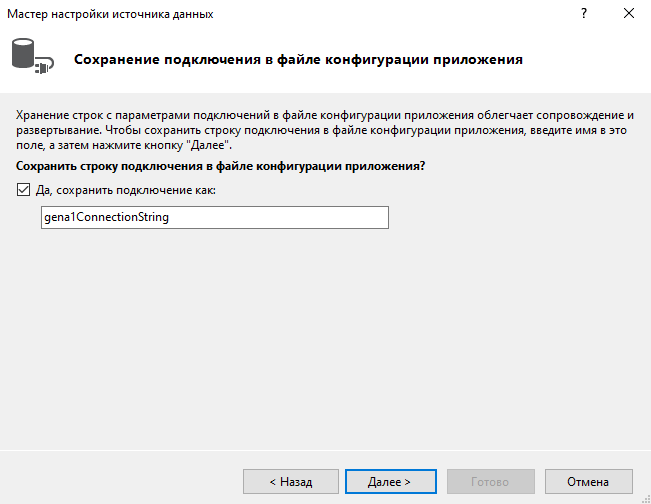 Мастер настройки источника данных
?
Сохранение подключения в файле конфигурации приложения
Хранение строк с параметрами подключений в файле конфигурации приложения облегчает сопровождение и
развертывание. Чтобы сохранить строку подключения в файле конфигурации приложения, введите имя в это
поле, а затем нажмите кнопку "Далее".
Сохранить строку подключения в файле конфигурации приложения?
Да, сохранить подключение как:
gena1ConnectionString
< Назад
Далее >
Готово
Отмена